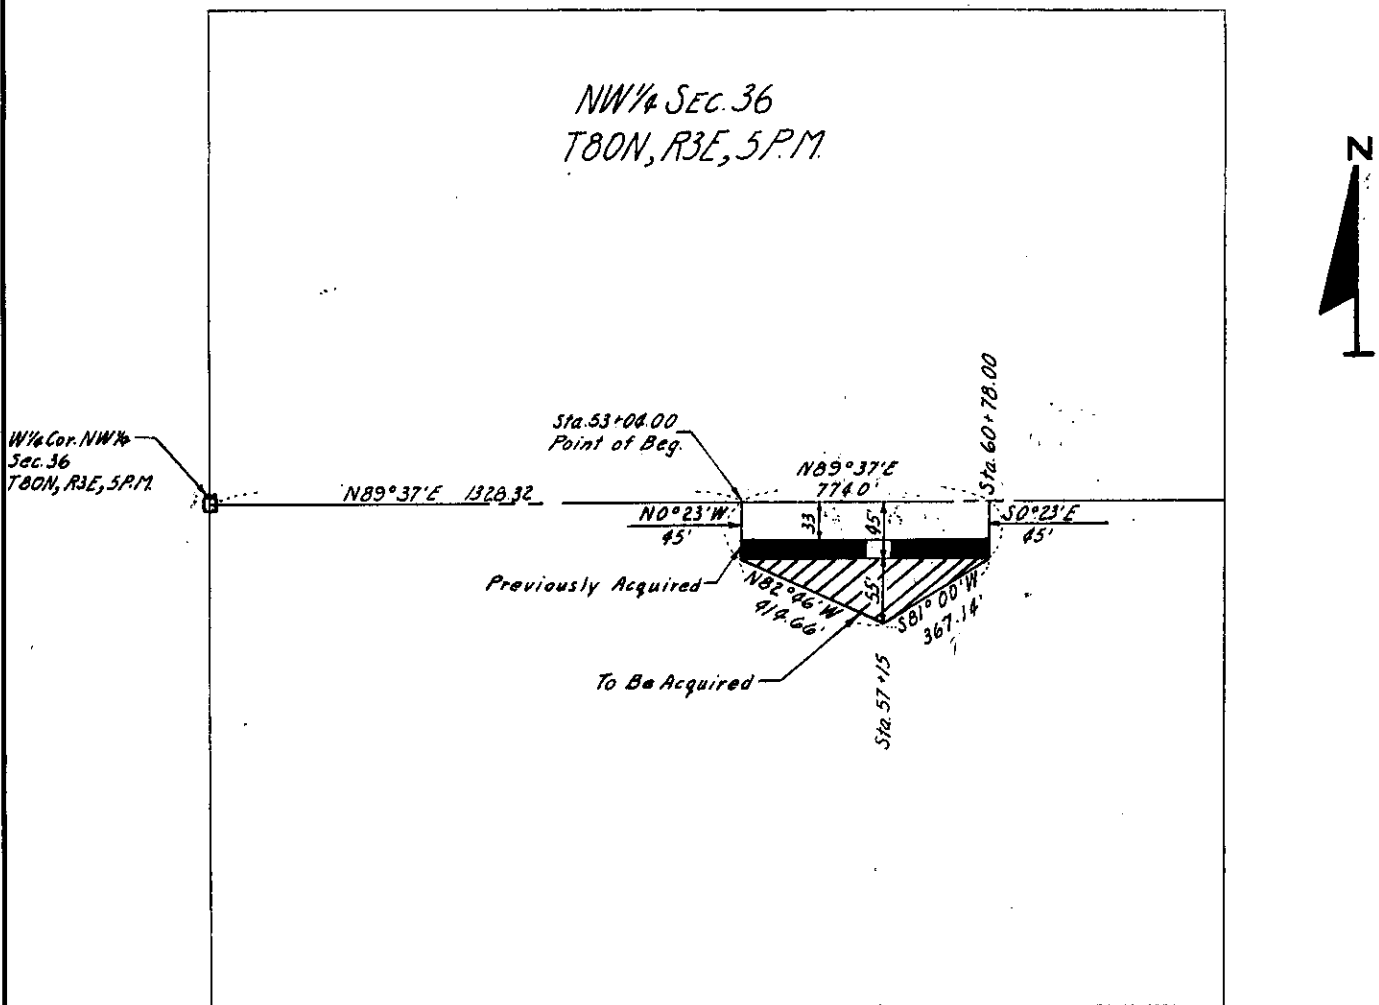 NW¼ SEC. 36
T80N, R3E, 5P.M.
N
Sta. 60+78.00
Sta. 53+04.00
Point of Beg.
W¼ Cor. NW¼
Sec. 36
T80N, R3E, 5P.M.
N89°37'E 1328.32
N89°37'E
774.0'
N0°23'W
45'
33
45'
S0°23'E
45'
Previously Acquired
55'
N82°46'W
414.66'
S81°00'W
367.14'
To Be Acquired
Sta. 57+15